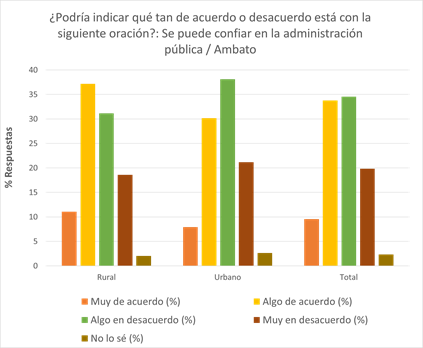 ¿Podría indicar qué tan de acuerdo o desacuerdo está con la
siguiente oración?: Se puede confiar en la administración
pública / Ambato
% Respuestas
40
35
30
25
20
15
10
5
0
Rural
Urbano
Total
Muy de acuerdo (%)
Algo de acuerdo (%)
Algo en desacuerdo (%)
Muy en desacuerdo (%)
No lo sé (%)